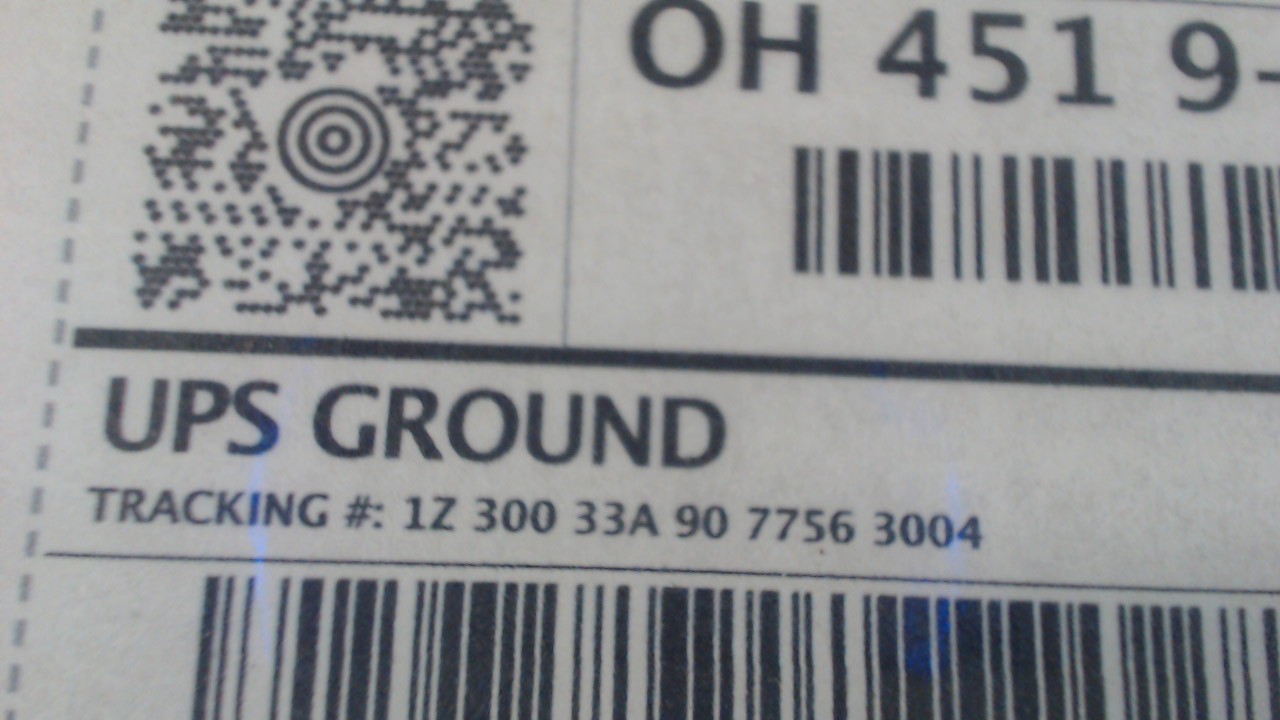 OH 451 9-
UPS GROUND
TRACKING #: 1Z 300 33A 90 7756 3004